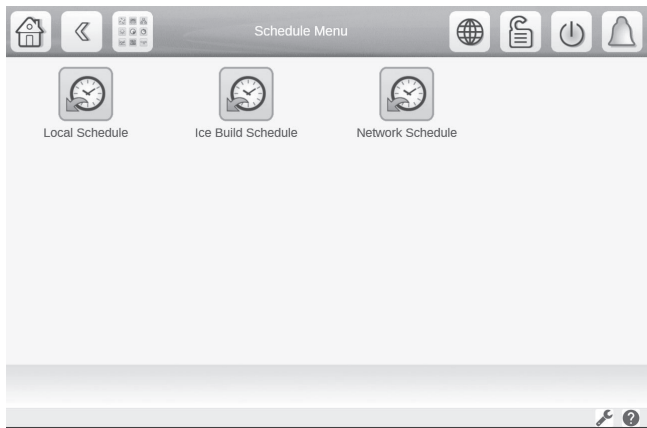 Schedule Menu
Local Schedule
Ice Build Schedule
Network Schedule
?